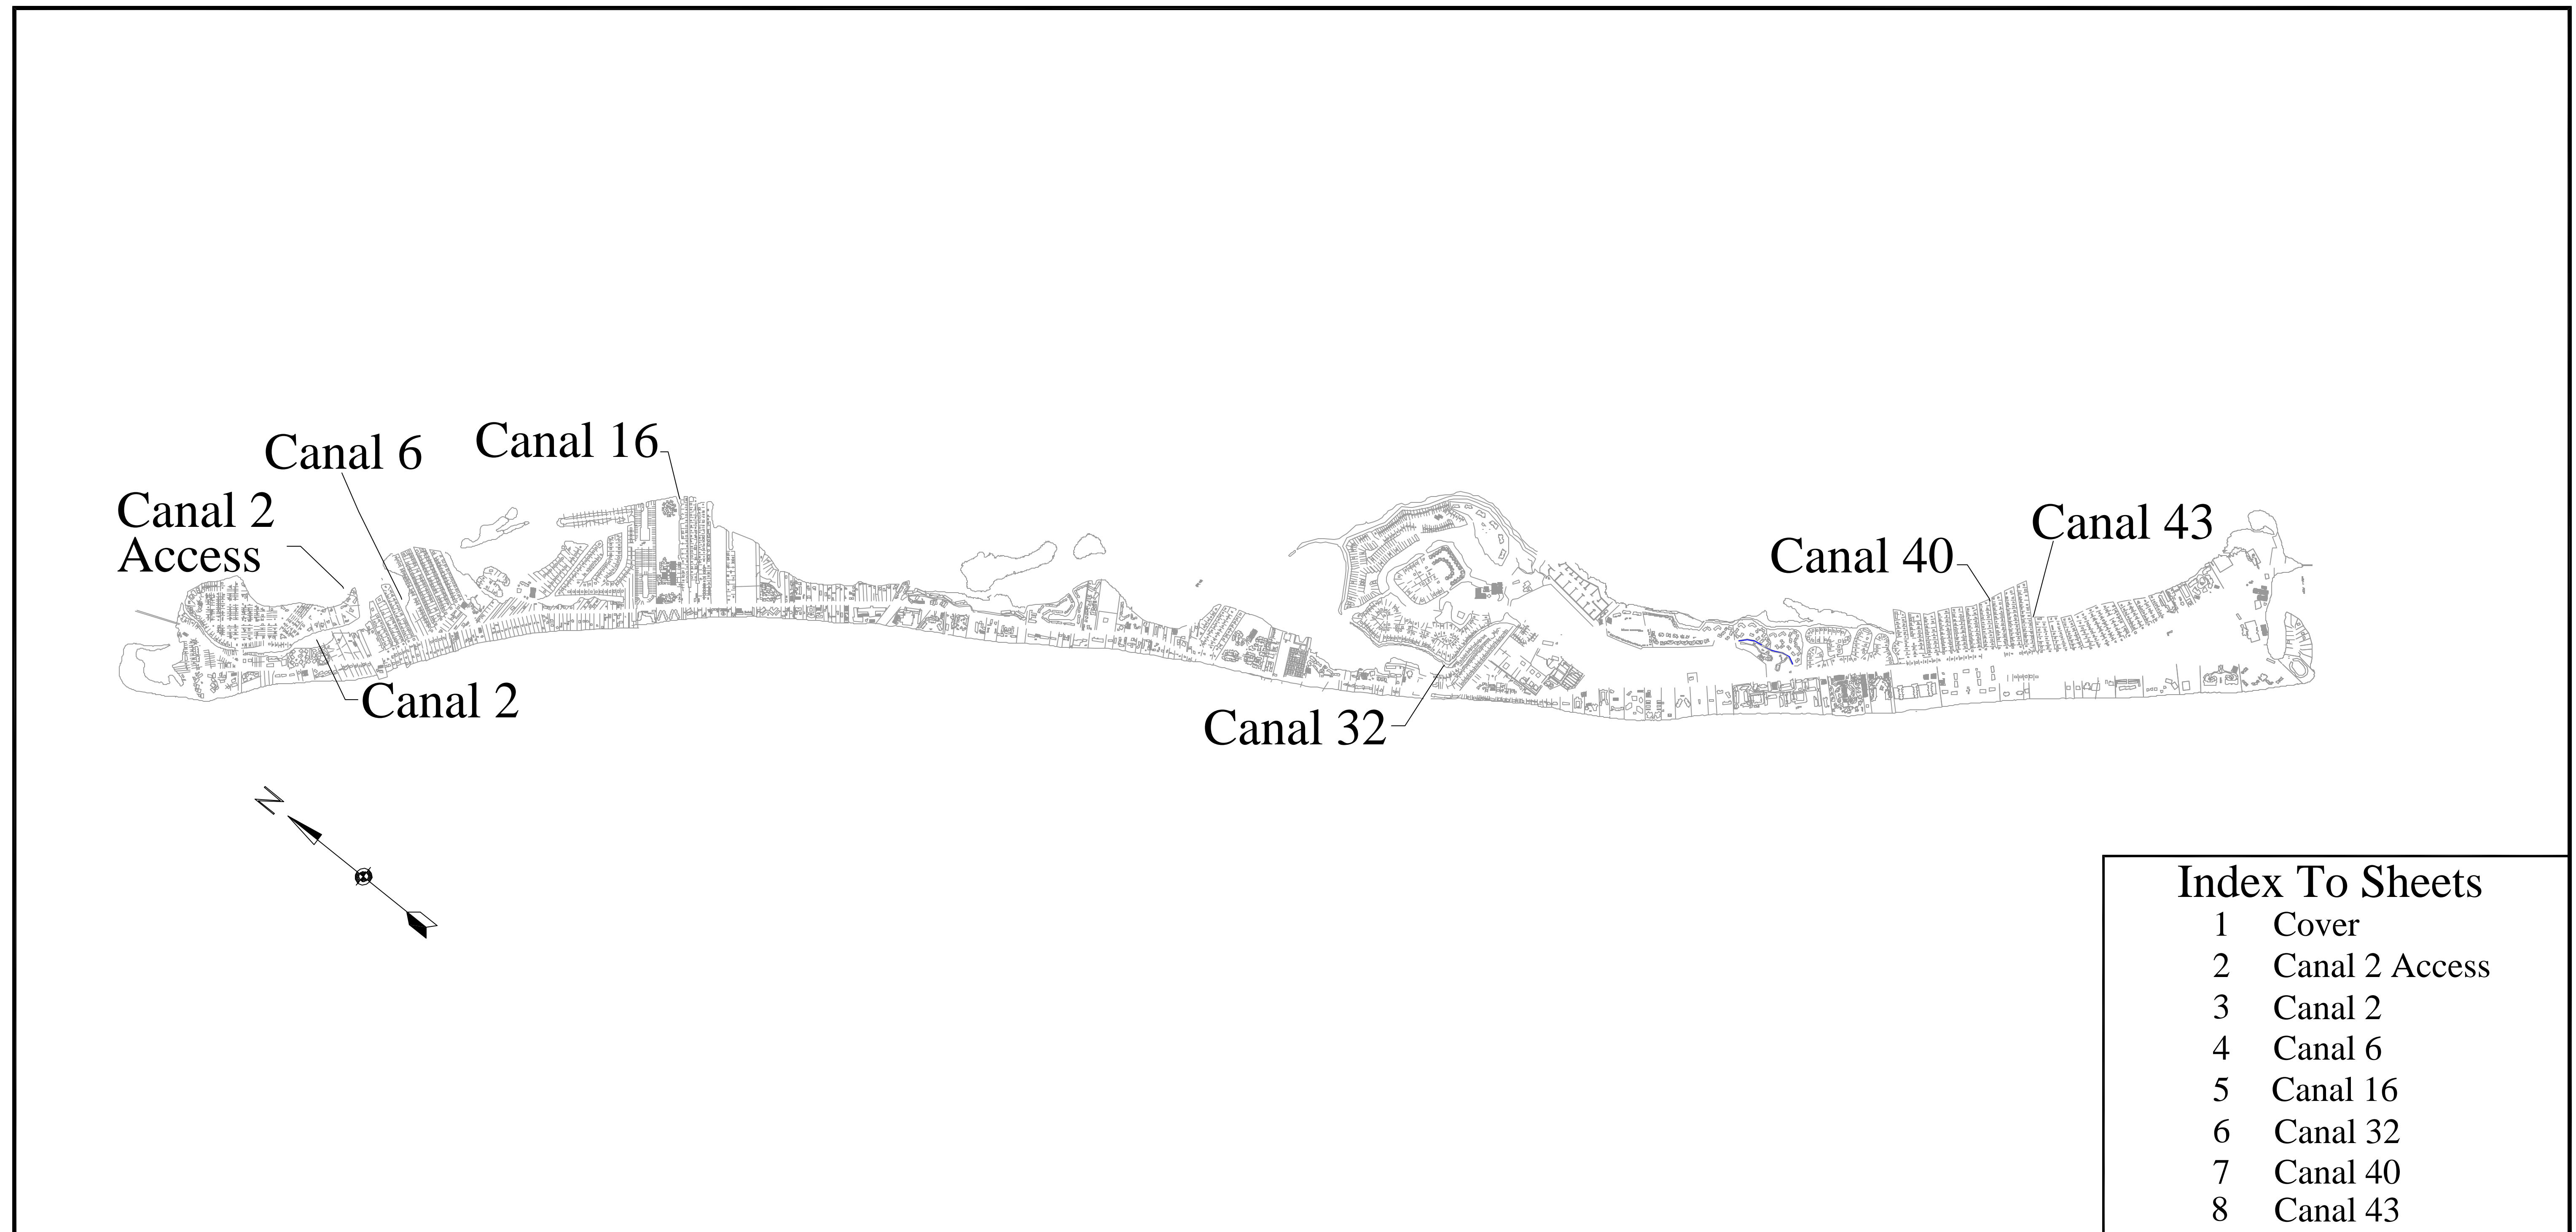 Canal 6
Canal 16
Canal 2
Access
Canal 43
Canal 40
Canal 2
Canal 32
N
Index To Sheets
1 Cover
2 Canal 2 Access
3 Canal 2
4 Canal 6
5 Canal 16
6 Canal 32
7 Canal 40
8 Canal 43